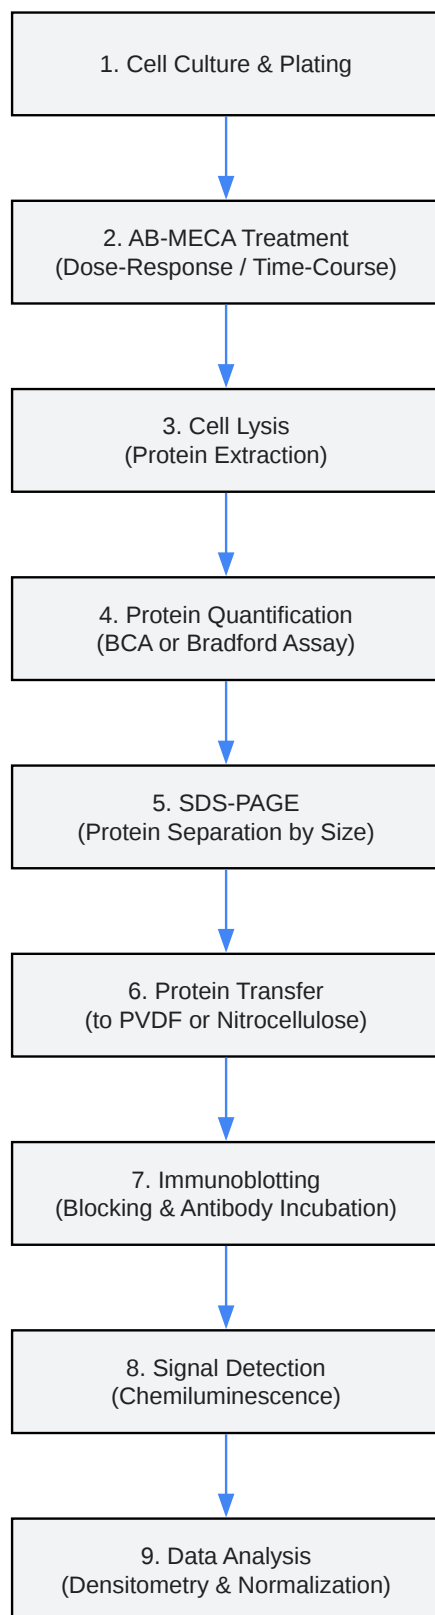 1. Cell Culture & Plating
2. AB-MECA Treatment
(Dose-Response / Time-Course)
3. Cell Lysis
(Protein Extraction)
4. Protein Quantification
(BCA or Bradford Assay)
5. SDS-PAGE
(Protein Separation by Size)
6. Protein Transfer
(to PVDF or Nitrocellulose)
7. Immunoblotting
(Blocking & Antibody Incubation)
8. Signal Detection
(Chemiluminescence)
9. Data Analysis
(Densitometry & Normalization)